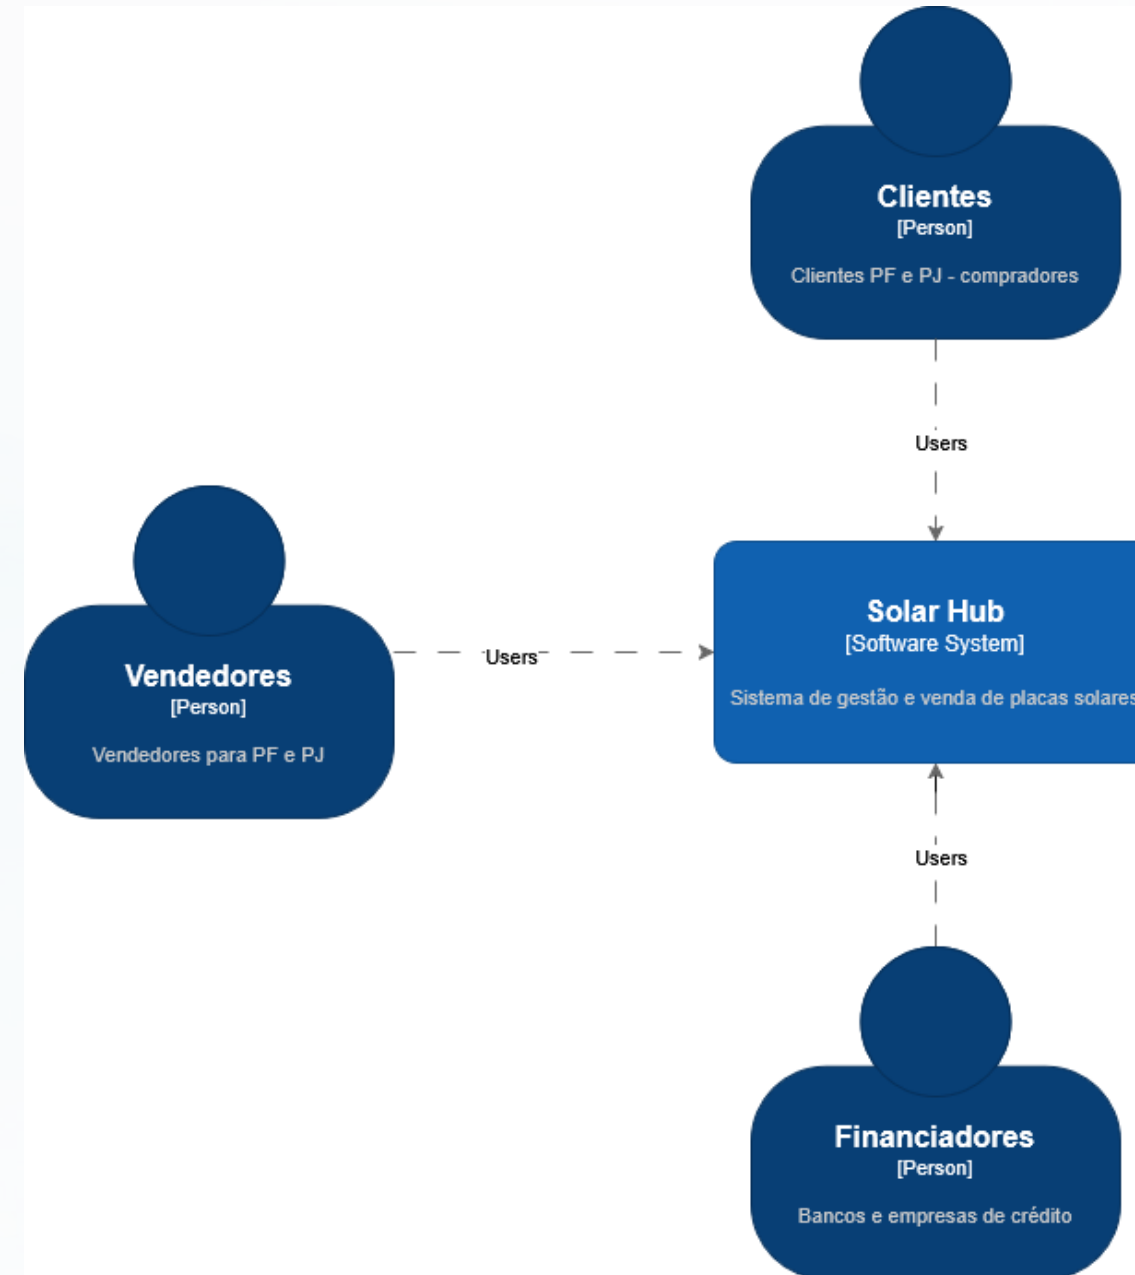 Clientes
[Person]
Clientes PF e PJ - compradores
Users
Vendedores
[Person]
Vendedores para PF e PJ
Users
Solar Hub
[Software System]
Sistema de gestão e venda de placas solares
Users
Financiadores
[Person]
Bancos e empresas de crédito